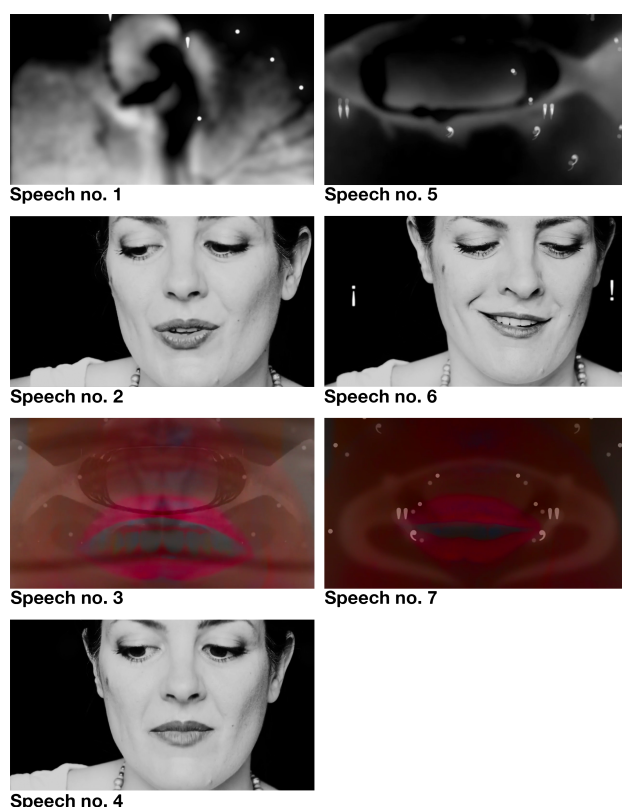 Speech no. 1
Speech no. 5
Speech no. 2
¡ !
Speech no. 6
Speech no. 3
Speech no. 7
Speech no. 4